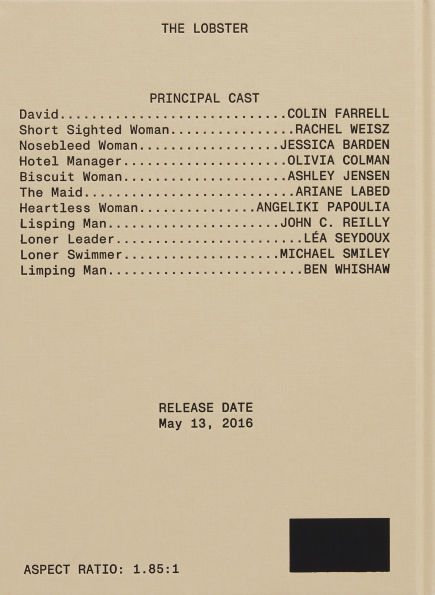 THE LOBSTER
PRINCIPAL CAST
David.............................COLIN FARRELL
Short Sighted Woman................RACHEL WEISZ
Nosebleed Woman..................JESSICA BARDEN
Hotel Manager.....................OLIVIA COLMAN
Biscuit Woman.....................ASHLEY JENSEN
The Maid...........................ARIANE LABED
Heartless Woman...............ANGELIKI PAPOULIA
Lisping Man......................JOHN C. REILLY
Loner Leader........................LÉA SEYDOUX
Loner Swimmer....................MICHAEL SMILEY
Limping Man.........................BEN WHISHAW
RELEASE DATE
May 13, 2016
ASPECT RATIO: 1.85:1